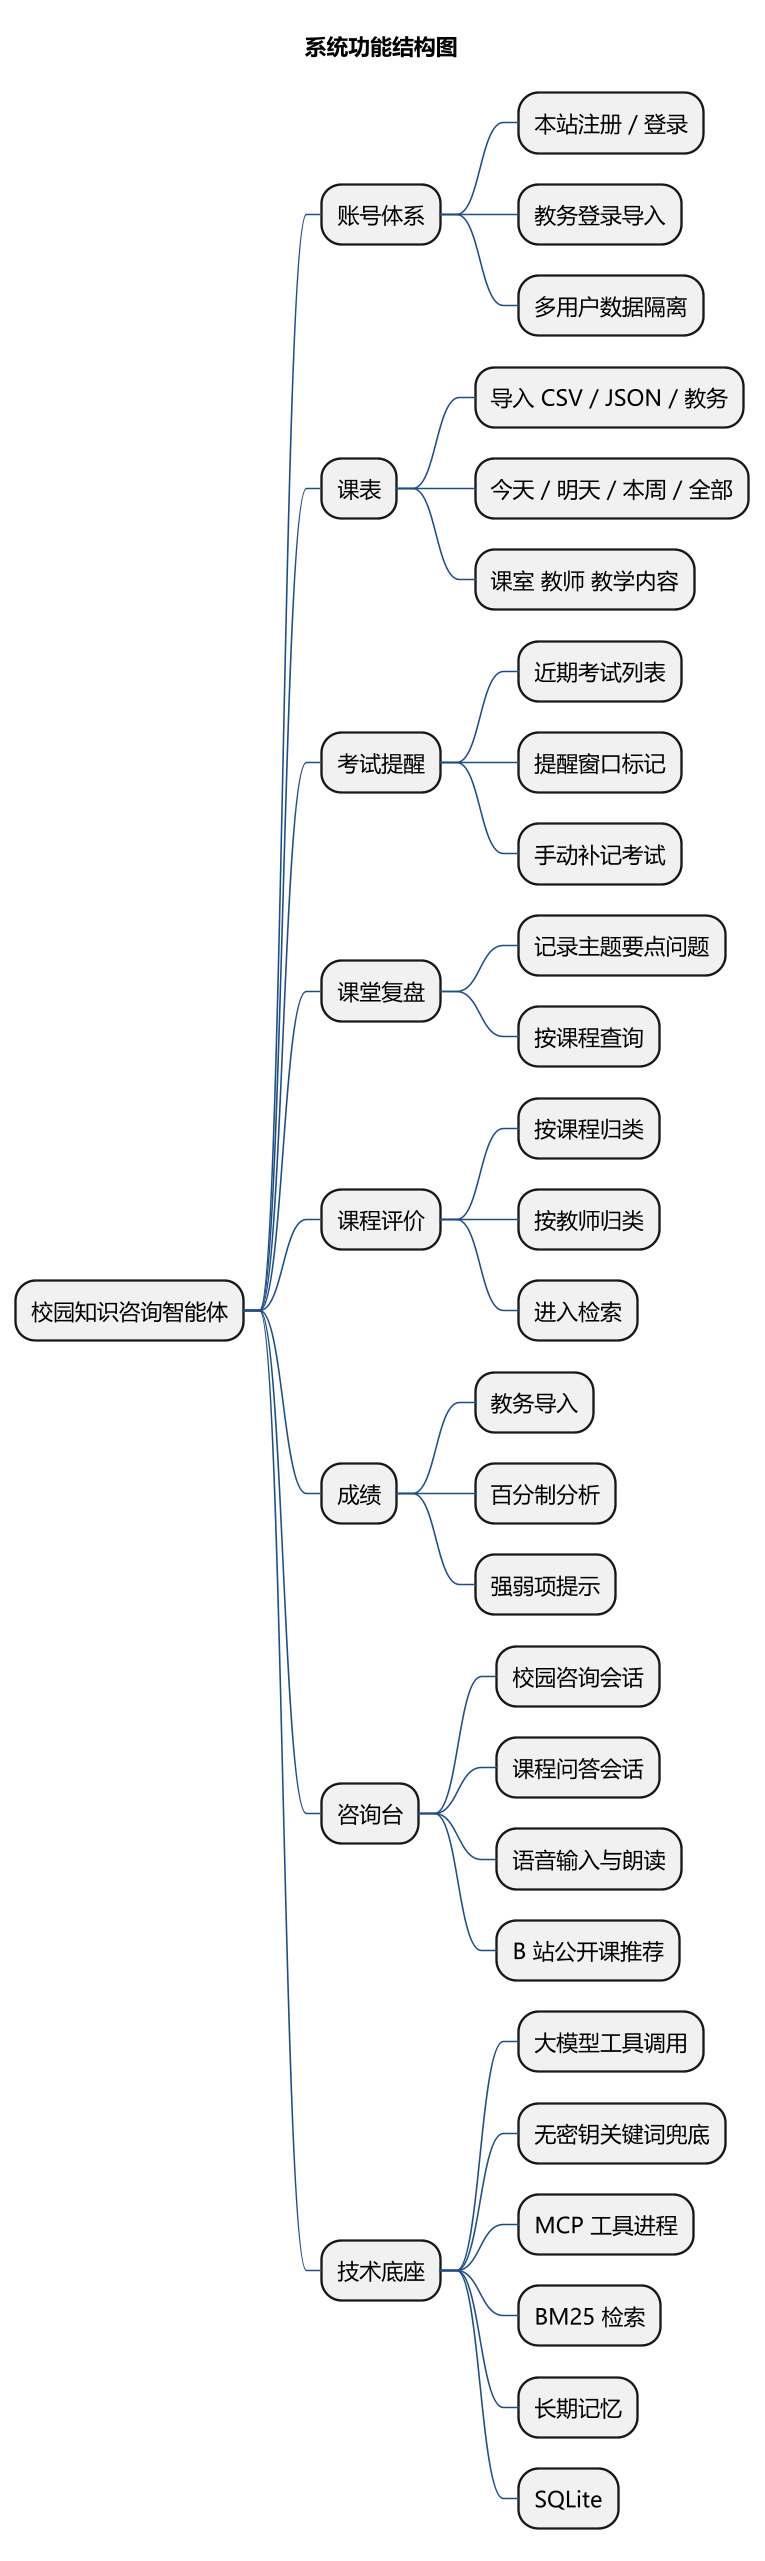 系统功能结构图
校园知识咨询智能体
账号体系
本站注册 / 登录
教务登录导入
多用户数据隔离
课表
导入 CSV / JSON / 教务
今天 / 明天 / 本周 / 全部
课室 教师 教学内容
考试提醒
近期考试列表
提醒窗口标记
手动补记考试
课堂复盘
记录主题要点问题
按课程查询
课程评价
按课程归类
按教师归类
进入检索
成绩
教务导入
百分制分析
强弱项提示
咨询台
校园咨询会话
课程问答会话
语音输入与朗读
B 站公开课推荐
技术底座
大模型工具调用
无密钥关键词兜底
MCP 工具进程
BM25 检索
长期记忆
SQLite